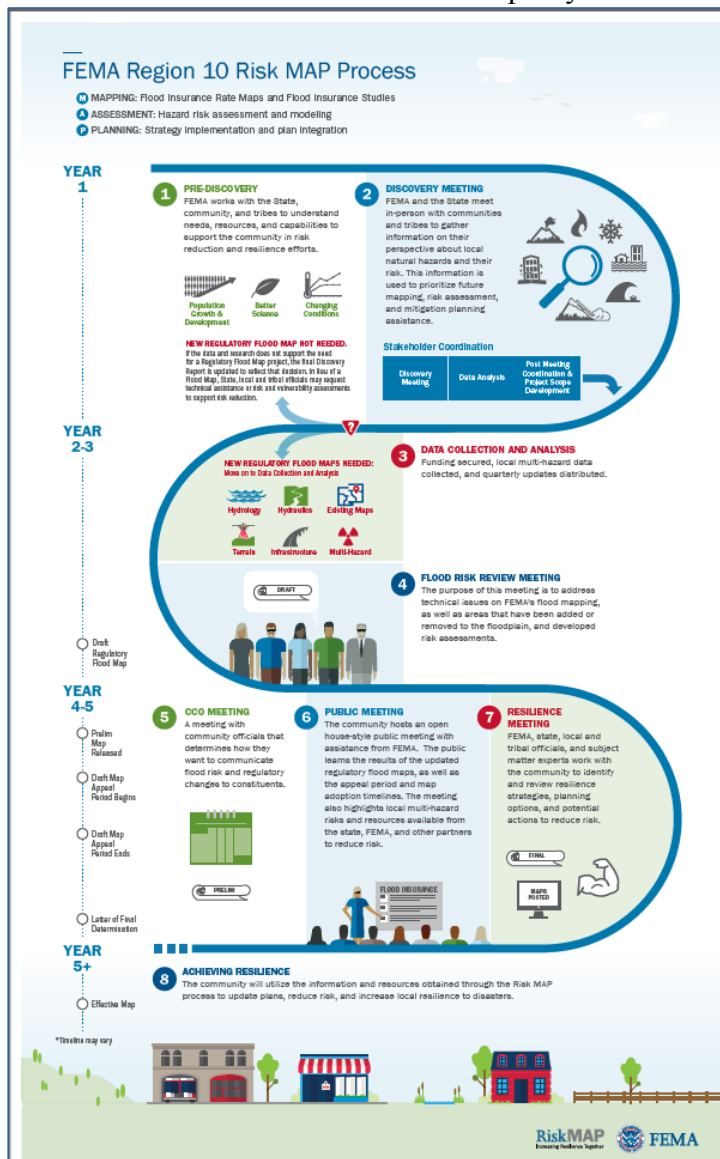 FEMA Region 10 Risk MAP Process
M MAPPING: Flood Insurance Rate Maps and Flood Insurance Studies
A ASSESSMENT: Hazard risk assessment and modeling
P PLANNING: Strategy implementation and plan integration
YEAR
1
1 PRE-DISCOVERY
FEMA works with the State,
community, and tribes to understand
needs, resources, and capabilities to
support the community in risk
reduction and resilience efforts.
Population
Growth &
Development
Better
Science
Changing
Conditions
NEW REGULATORY FLOOD MAP NOT NEEDED.
If the data and research does not support the need
for a Regulatory Flood Map project, the final Discovery
Report is updated to reflect that decision. In lieu of a
Flood Map, State, local and tribal officials may request
technical assistance or risk and vulnerability assessments
to support risk reduction.
2 DISCOVERY MEETING
FEMA and the State meet
in-person with communities
and tribes to gather
information on their
perspective about local
natural hazards and their
risk. This information is
used to prioritize future
mapping, risk assessment,
and mitigation planning
assistance.
Stakeholder Coordination
Discovery
Meeting
Data Analysis
Post Meeting
Coordination &
Project Scope
Development
?
YEAR
2-3
NEW REGULATORY FLOOD MAPS NEEDED:
Move on to Data Collection and Analysis
Hydrology
Hydraulics
Existing Maps
Terrain
Infrastructure
Multi-Hazard
3 DATA COLLECTION AND ANALYSIS
Funding secured, local multi-hazard data
collected, and quarterly updates distributed.
DRAFT
4 FLOOD RISK REVIEW MEETING
The purpose of this meeting is to address
technical issues on FEMA's flood mapping,
as well as areas that have been added or
removed to the floodplain, and developed
risk assessments.
Draft
Regulatory
Flood Map
YEAR
4-5
Prelim
Map
Released
Draft Map
Appeal
Period Begins
Draft Map
Appeal
Period Ends
Letter of Final
Determination
5 CCO MEETING
A meeting with
community officials that
determines how they
want to communicate
flood risk and regulatory
changes to constituents.
PRELIM
6 PUBLIC MEETING
The community hosts an open
house-style public meeting with
assistance from FEMA. The public
learns the results of the updated
regulatory flood maps, as well as
the appeal period and map
adoption timelines. The meeting
also highlights local multi-hazard
risks and resources available from
the state, FEMA, and other partners
to reduce risk.
FLOOD INSURANCE
7 RESILIENCE
MEETING
FEMA, state, local and
tribal officials, and subject
matter experts work with
the community to identify
and review resilience
strategies, planning
options, and potential
actions to reduce risk.
FINAL
MAPS
POSTED
YEAR
5+
8 ACHIEVING RESILIENCE
The community will utilize the information and resources obtained through the Risk MAP
process to update plans, reduce risk, and increase local resilience to disasters.
Effective Map
*Timeline may vary
RiskMAP
Increasing Resilience Together
FEMA